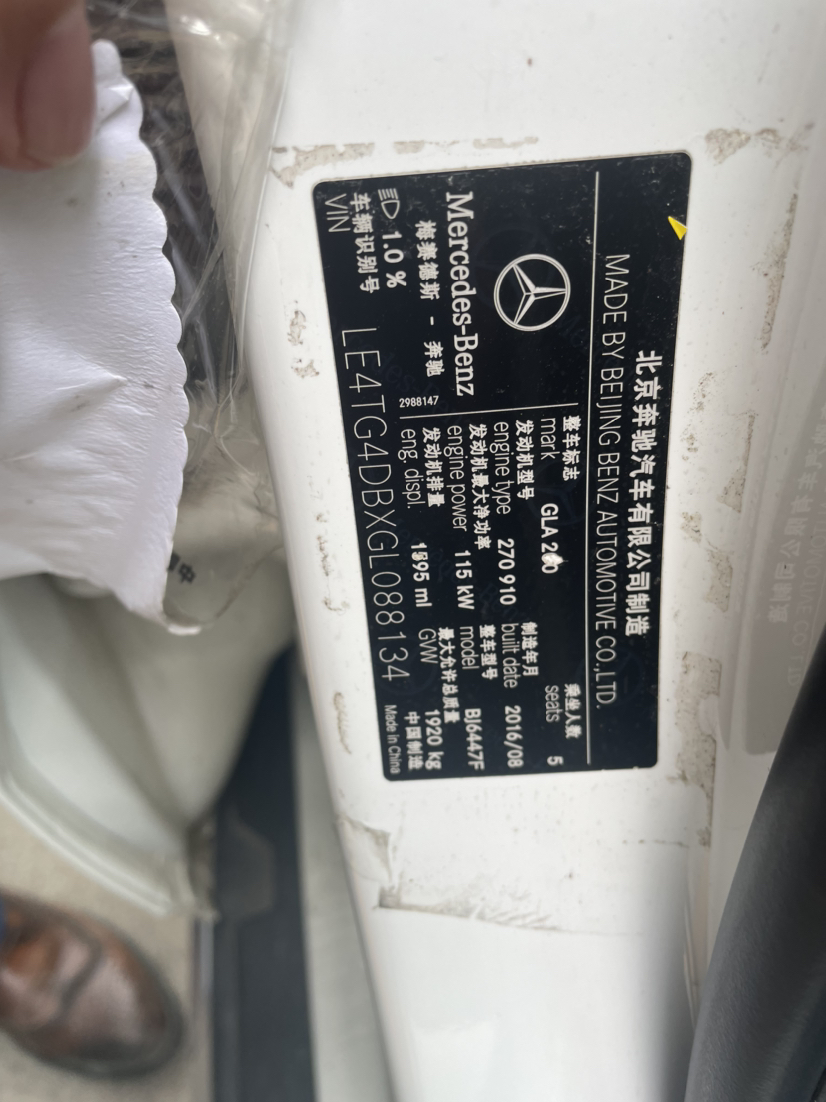 北京奔驰汽车有限公司制造
MADE BY BEIJING BENZ AUTOMOTIVE CO.,LTD.
Mercedes-Benz
梅赛德斯 - 奔驰
1.0 %
2988147
整车标志
mark GLA 200
乘坐人数
seats 5
发动机型号
engine type 270 910
制造年月
built date 2016/08
发动机最大净功率
engine power 115 kW
整车型号
model BJ6447F
发动机排量
eng. displ. 1595 ml
最大允许总质量
GVW 1920 kg
车辆识别号
VIN LE4TG4DBXGL088134
中国制造
Made in China